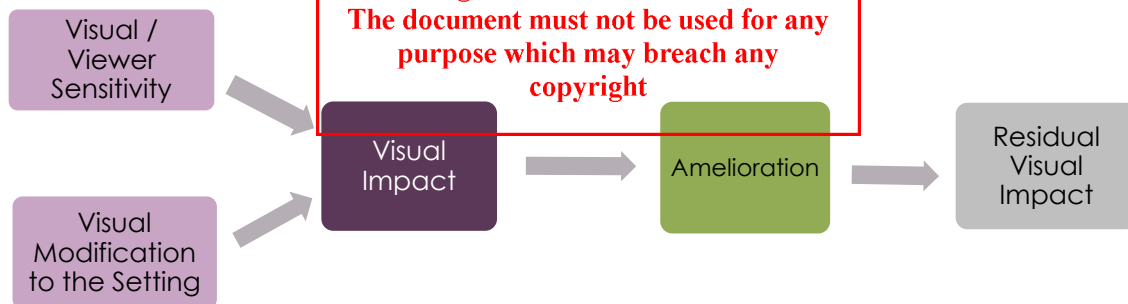 The document must not be used for any
purpose which may breach any
copyright
Visual /
Viewer
Sensitivity
Visual
Modification
to the Setting
Visual
Impact
Amelioration
Residual
Visual
Impact